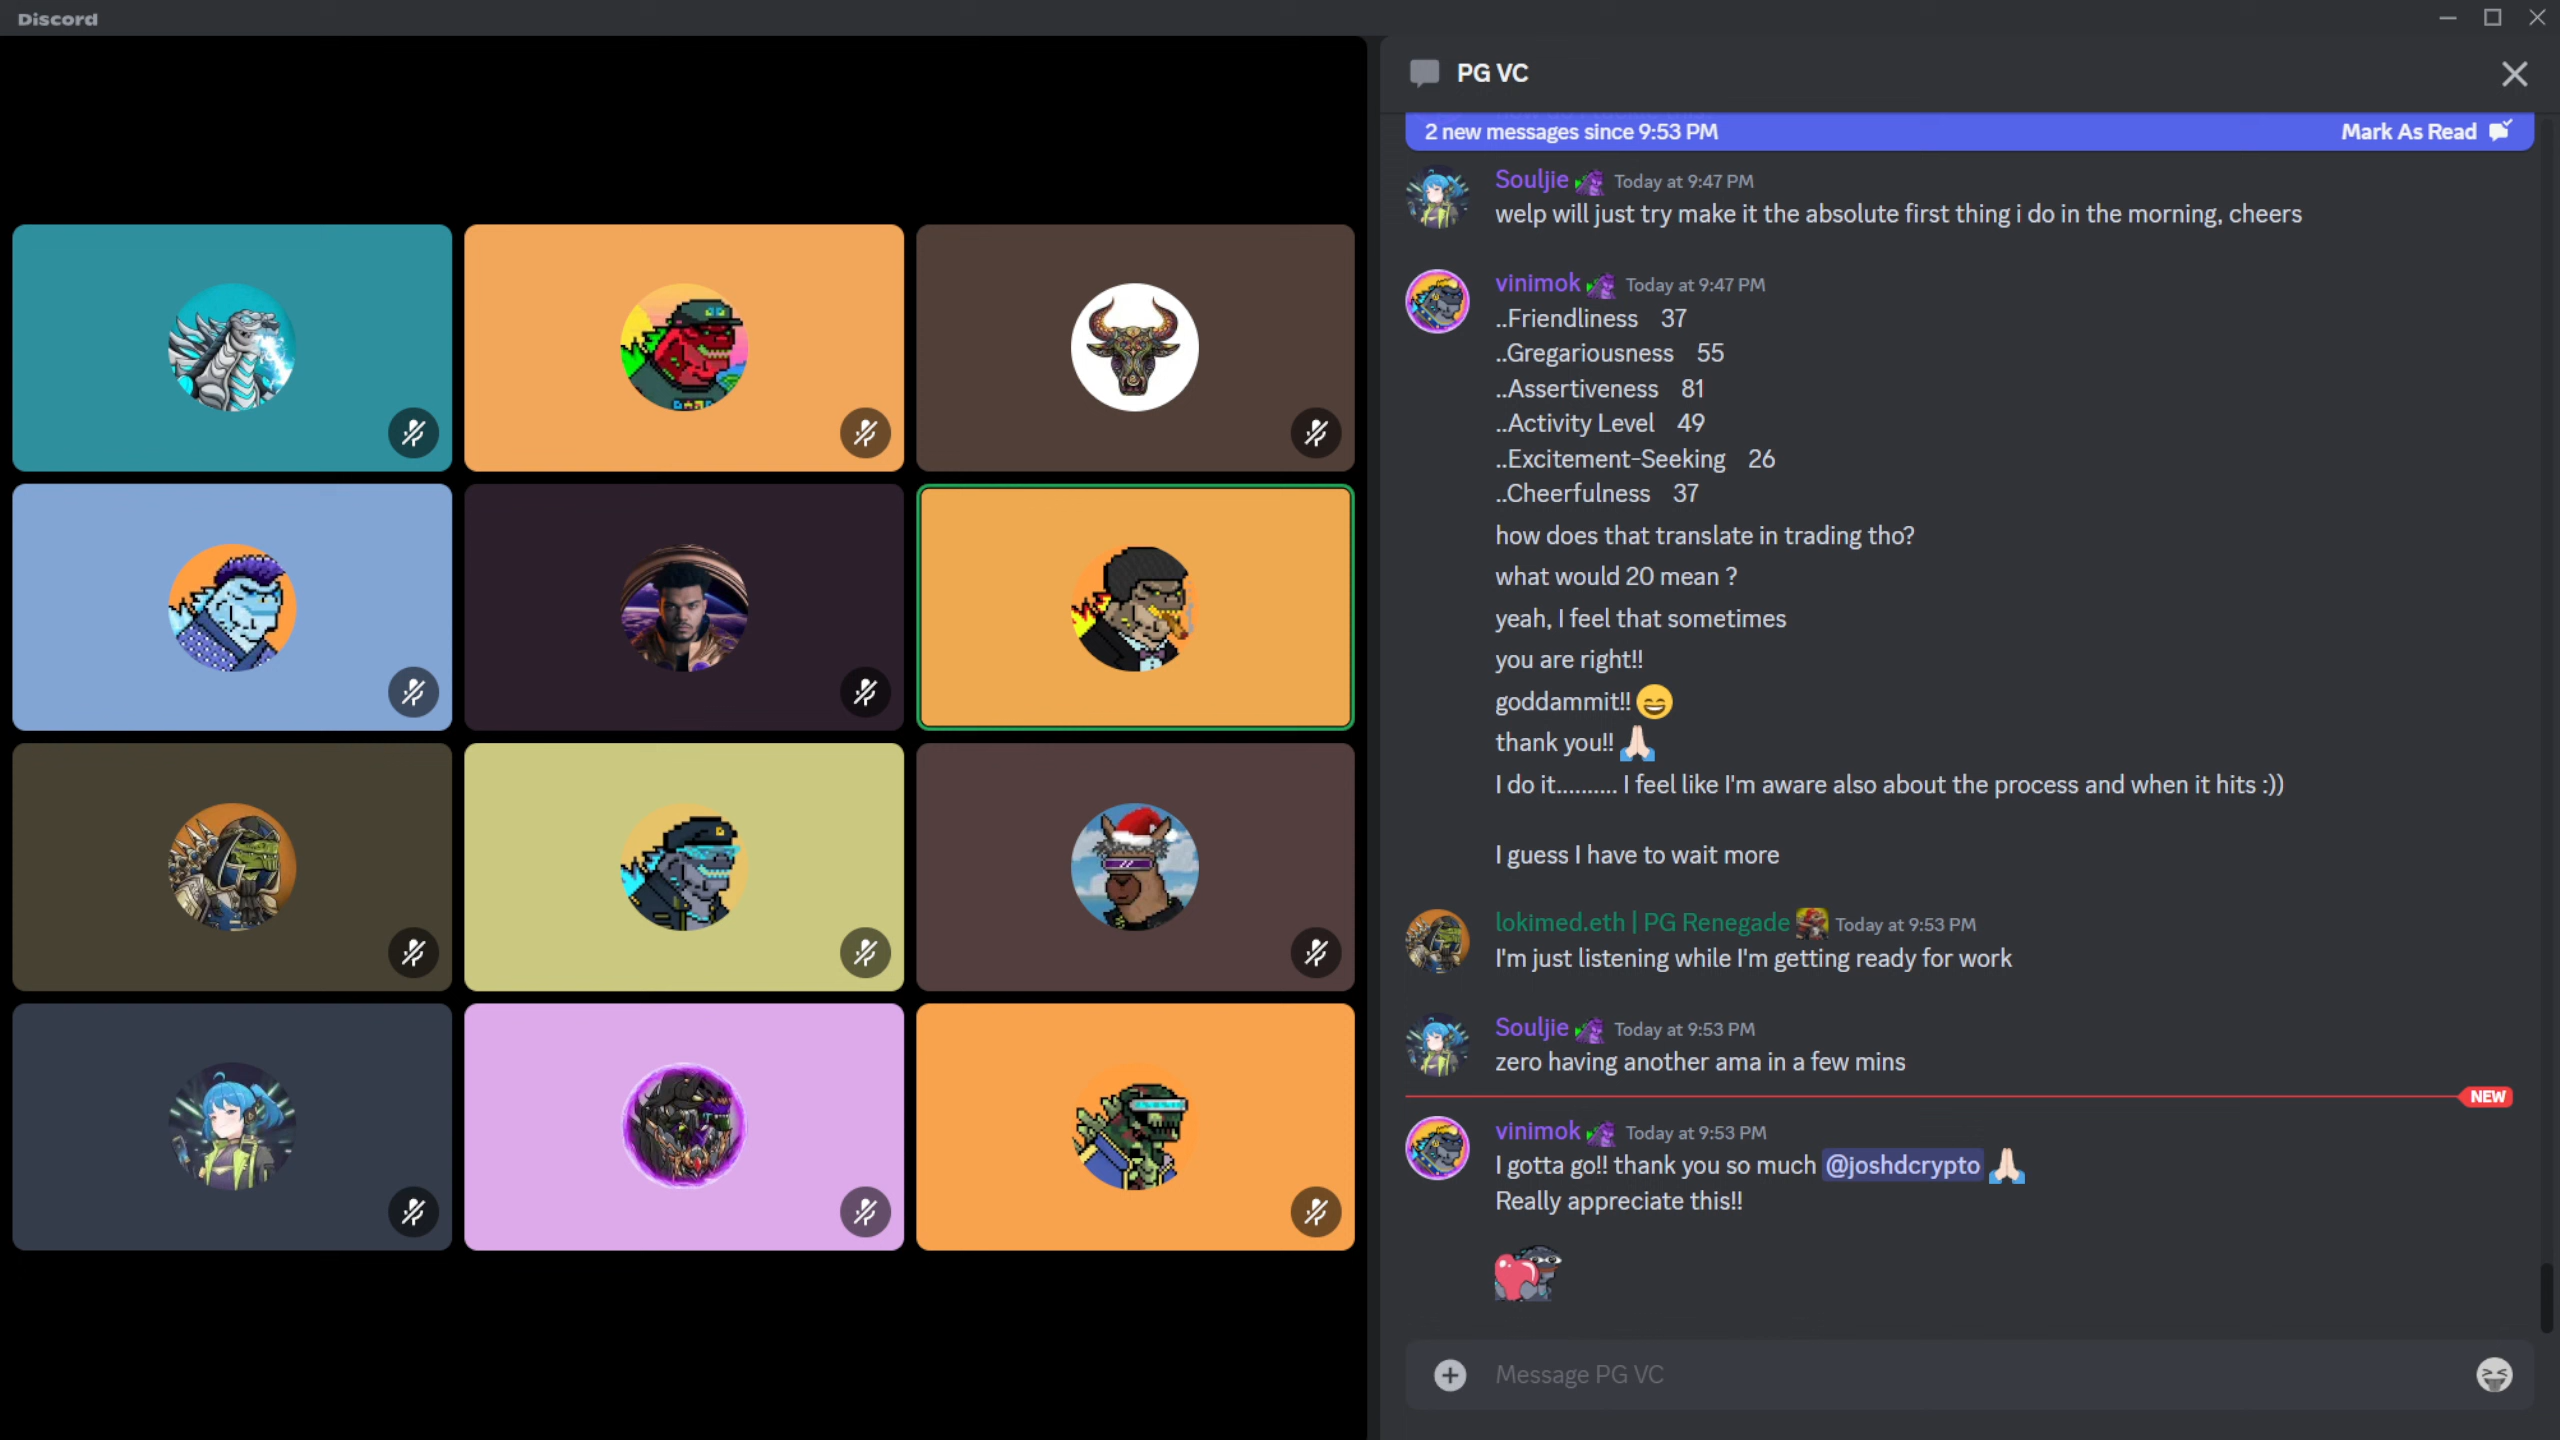 Discord
PG VC
2 new messages since 9:53 PM Mark As Read
Souljie Today at 9:47 PM
welp will just try make it the absolute first thing i do in the morning, cheers
vinimok Today at 9:47 PM
..Friendliness 37
..Gregariousness 55
..Assertiveness 81
..Activity Level 49
..Excitement-Seeking 26
..Cheerfulness 37
how does that translate in trading tho?
what would 20 mean ?
yeah, I feel that sometimes
you are right!!
goddammit!! 😄
thank you!! 🙏🏻
I do it.......... I feel like I'm aware also about the process and when it hits :))
I guess I have to wait more
lokimed.eth | PG Renegade Today at 9:53 PM
I'm just listening while I'm getting ready for work
Souljie Today at 9:53 PM
zero having another ama in a few mins
NEW
vinimok Today at 9:53 PM
I gotta go!! thank you so much @joshdcrypto 🙏🏻
Really appreciate this!!
Message PG VC